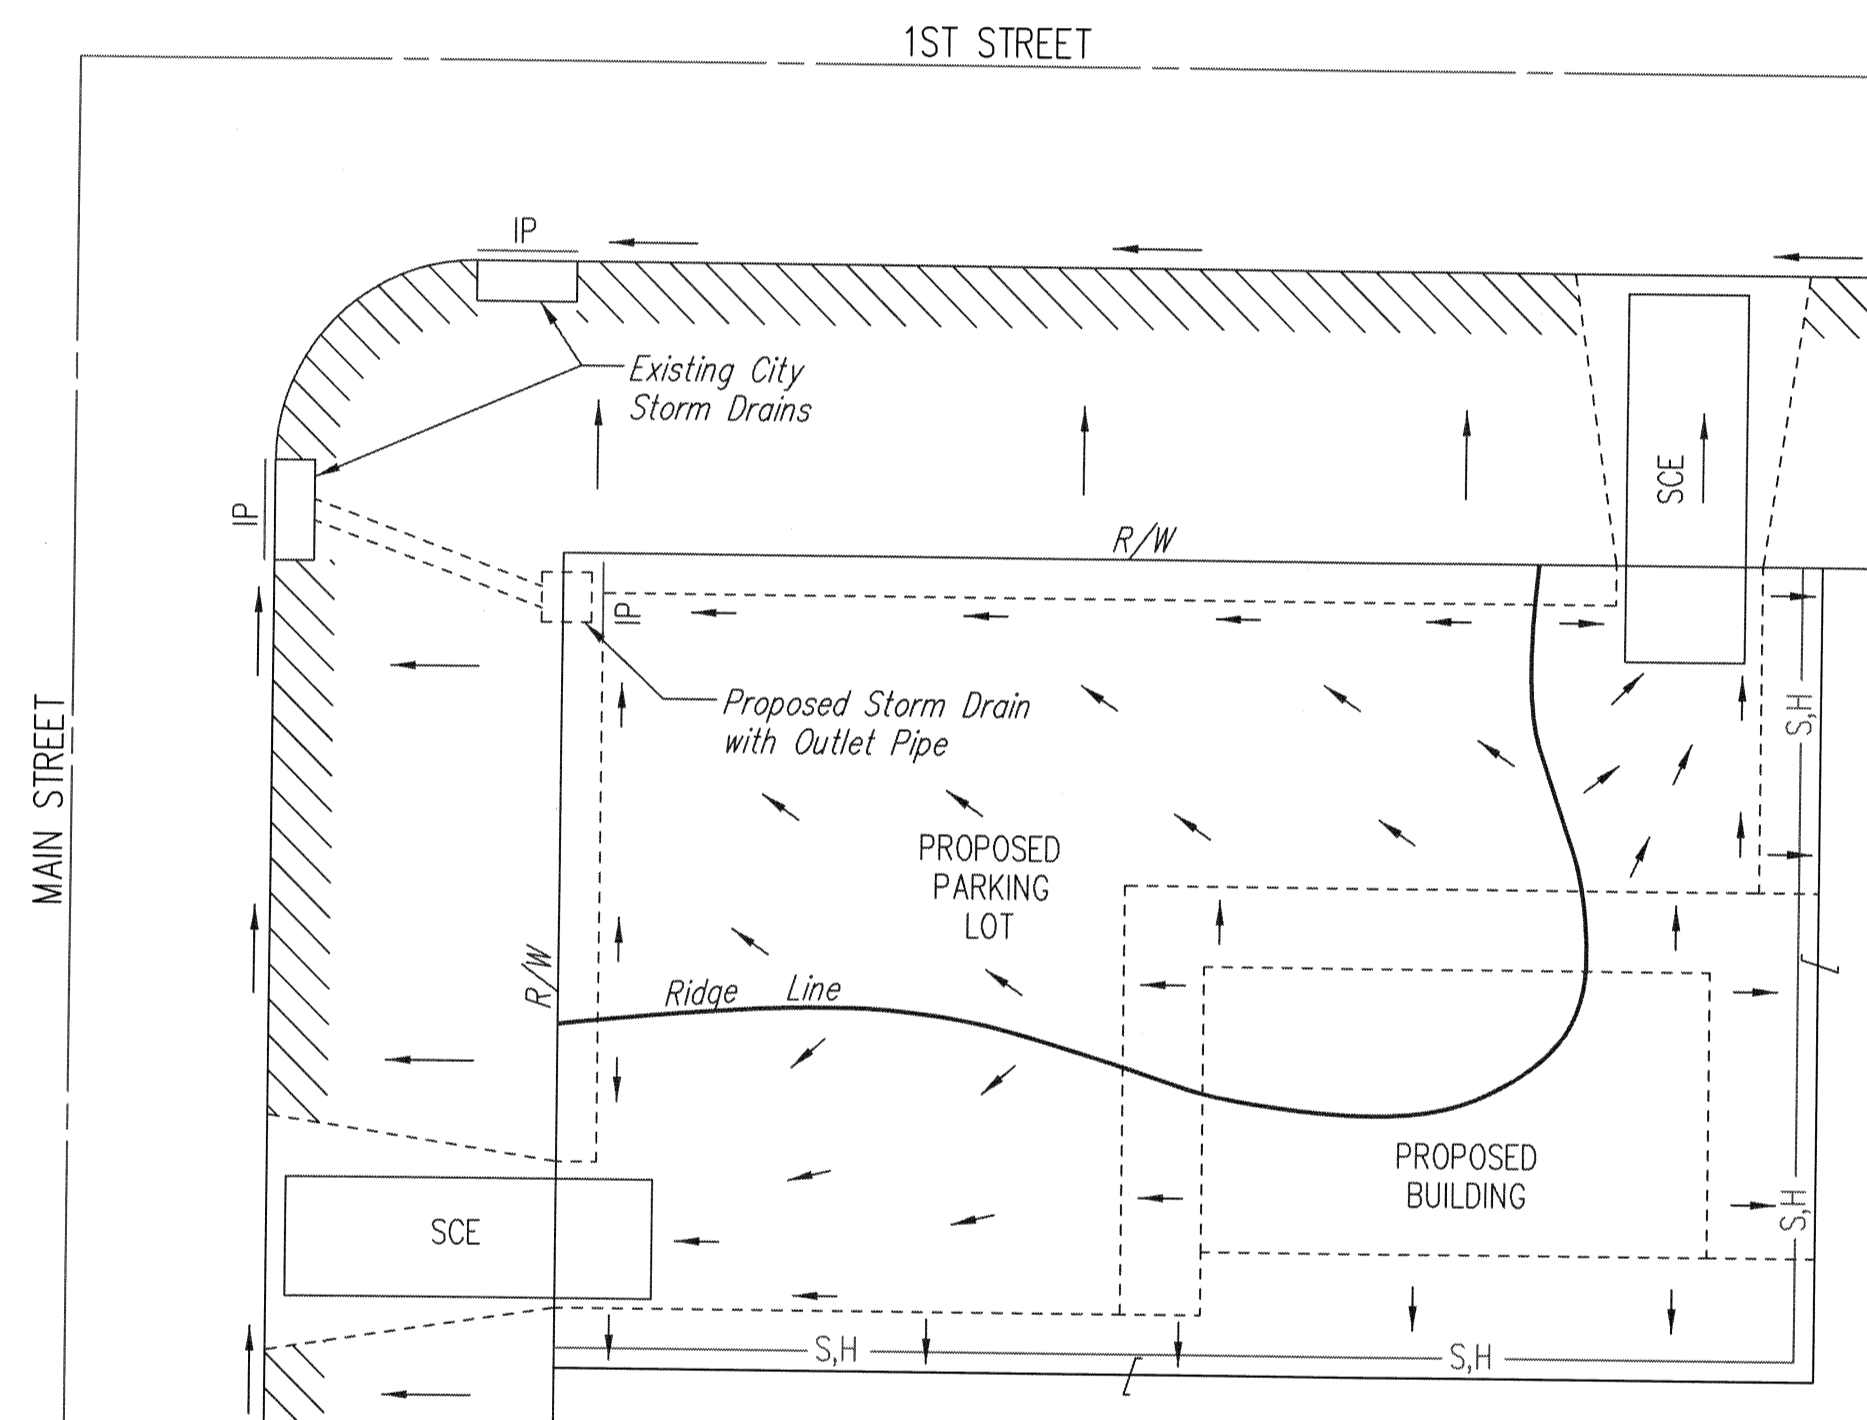 1ST STREET
IP
Existing City
Storm Drains
SCE
IP
R/W
IP
Proposed Storm Drain
with Outlet Pipe
S,H
MAIN STREET
PROPOSED
PARKING
LOT
R/W
Ridge Line
PROPOSED
BUILDING
S,H
SCE
S,H
S,H